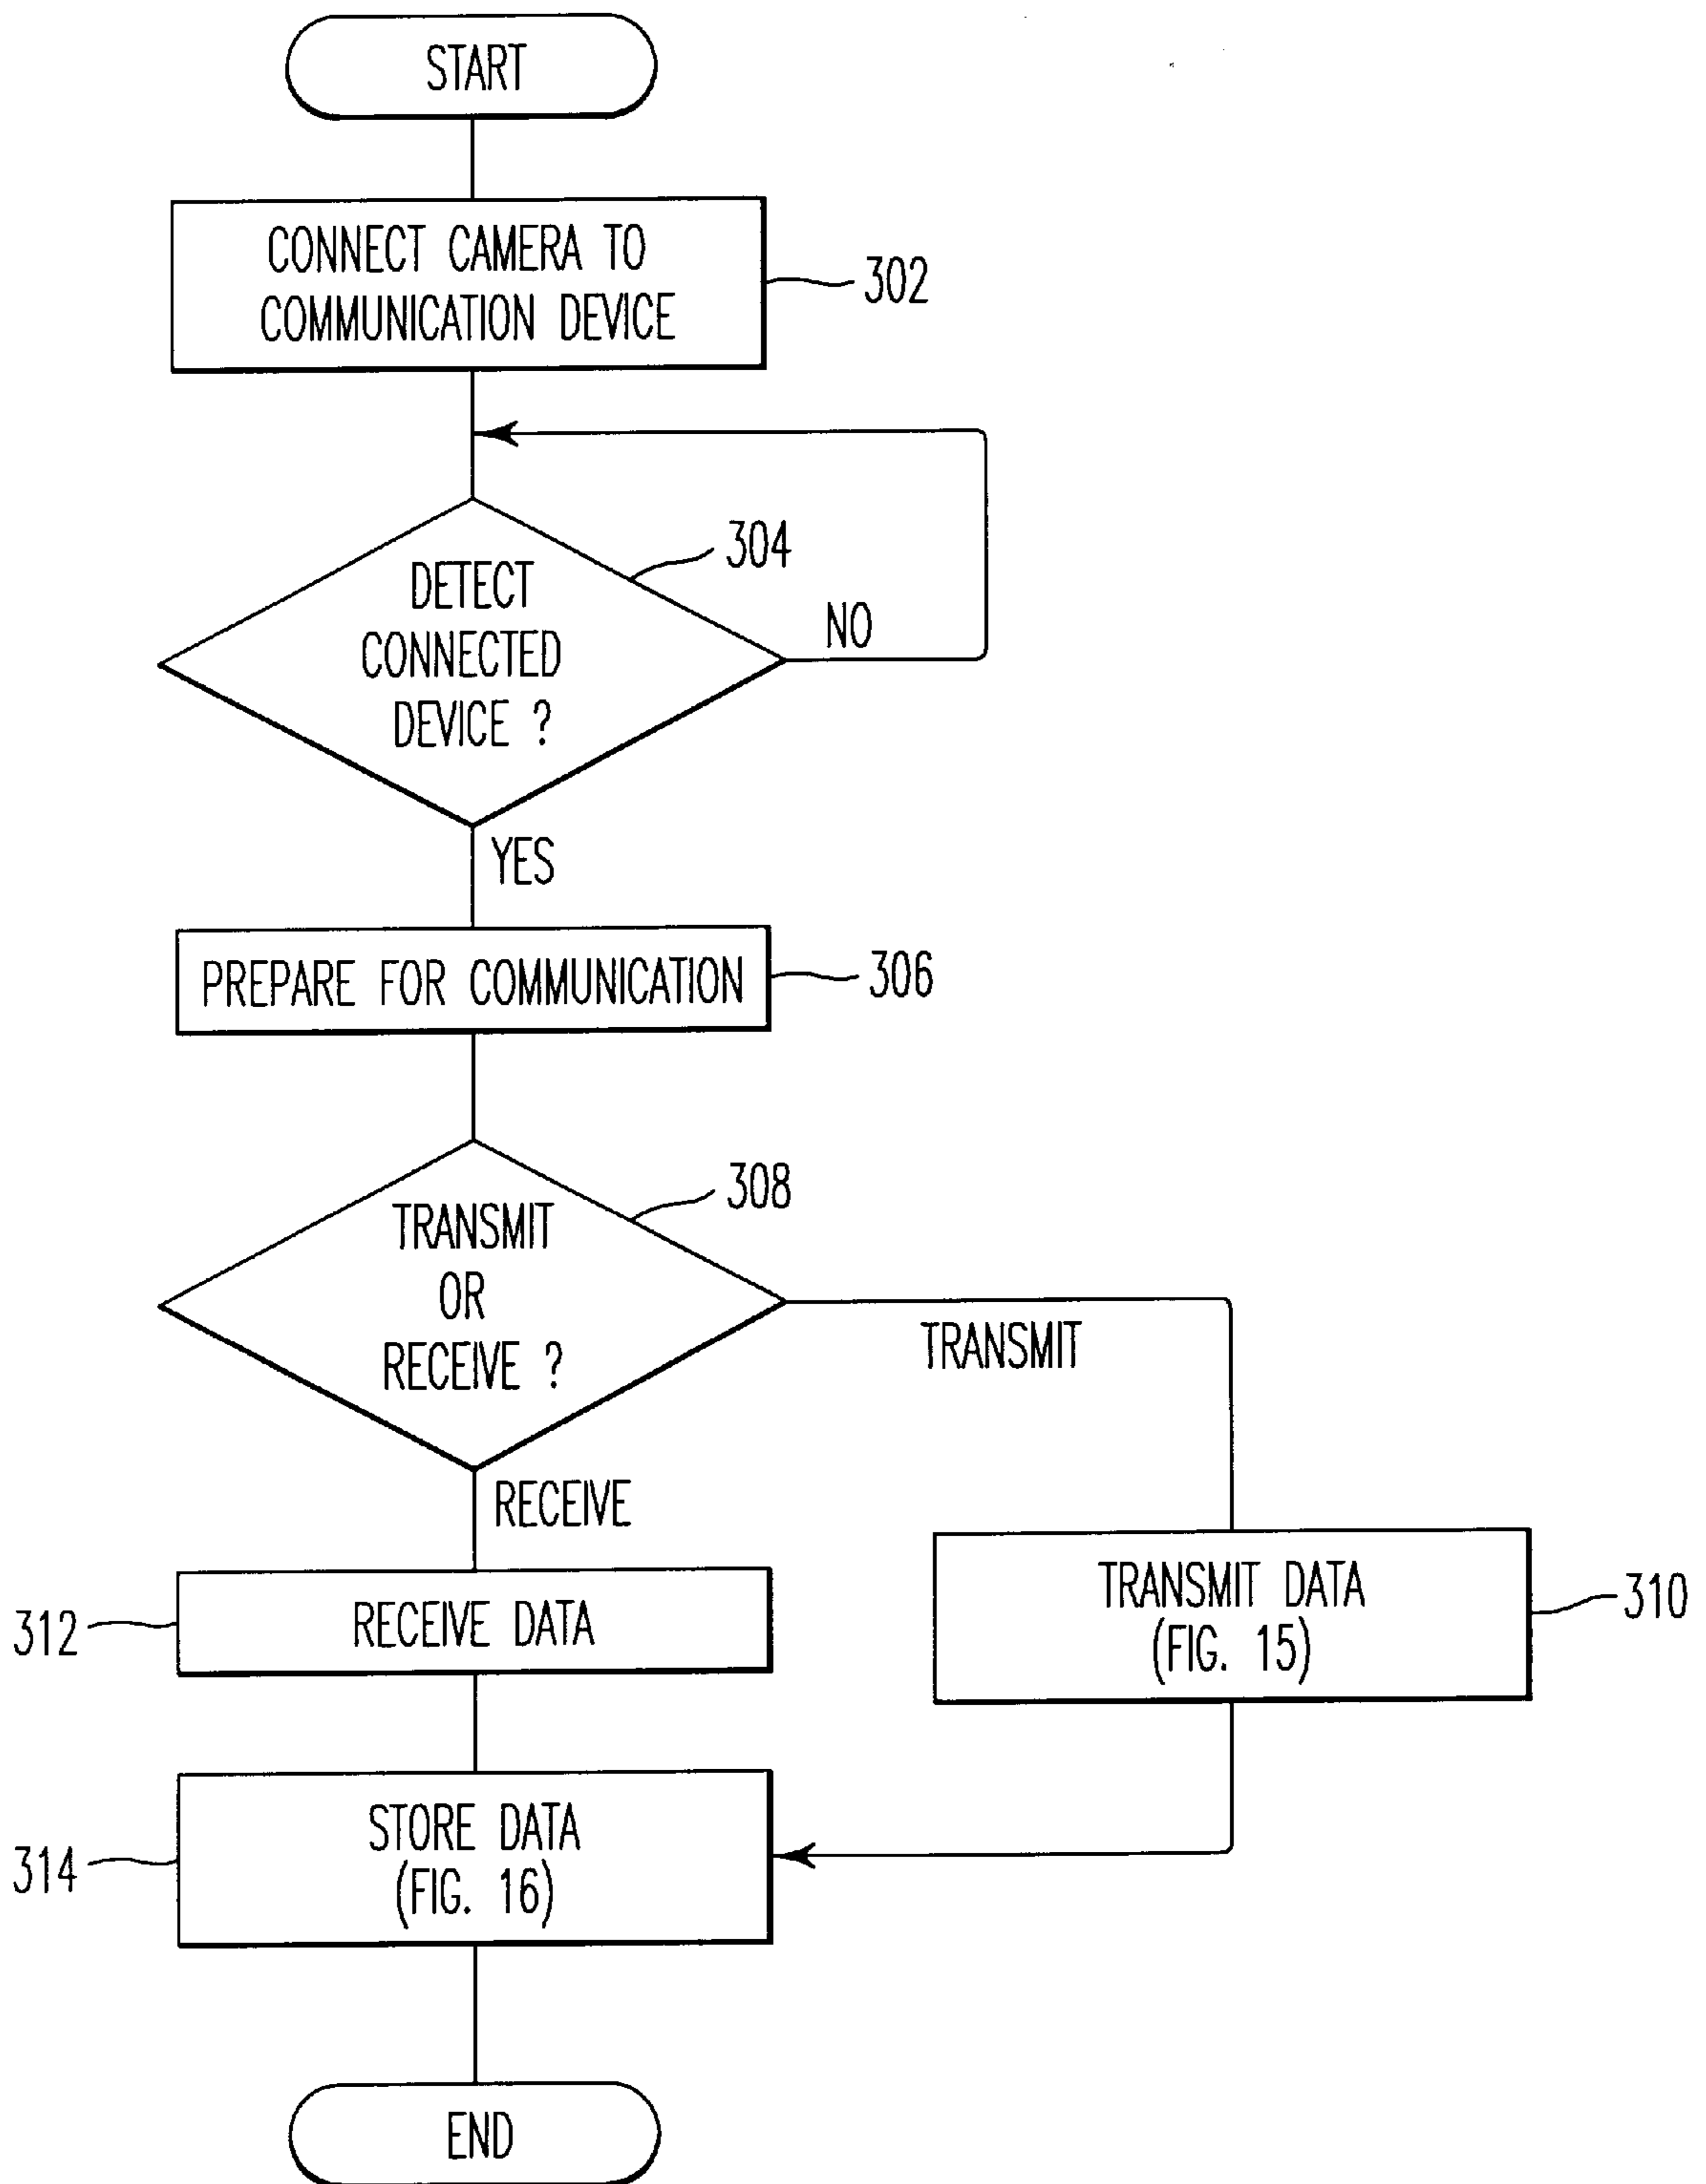 START
CONNECT CAMERA TO
COMMUNICATION DEVICE
302
304
DETECT
CONNECTED
DEVICE ?
NO
YES
PREPARE FOR COMMUNICATION
306
308
TRANSMIT
OR
RECEIVE ?
TRANSMIT
RECEIVE
312
RECEIVE DATA
TRANSMIT DATA
(FIG. 15)
310
314
STORE DATA
(FIG. 16)
END